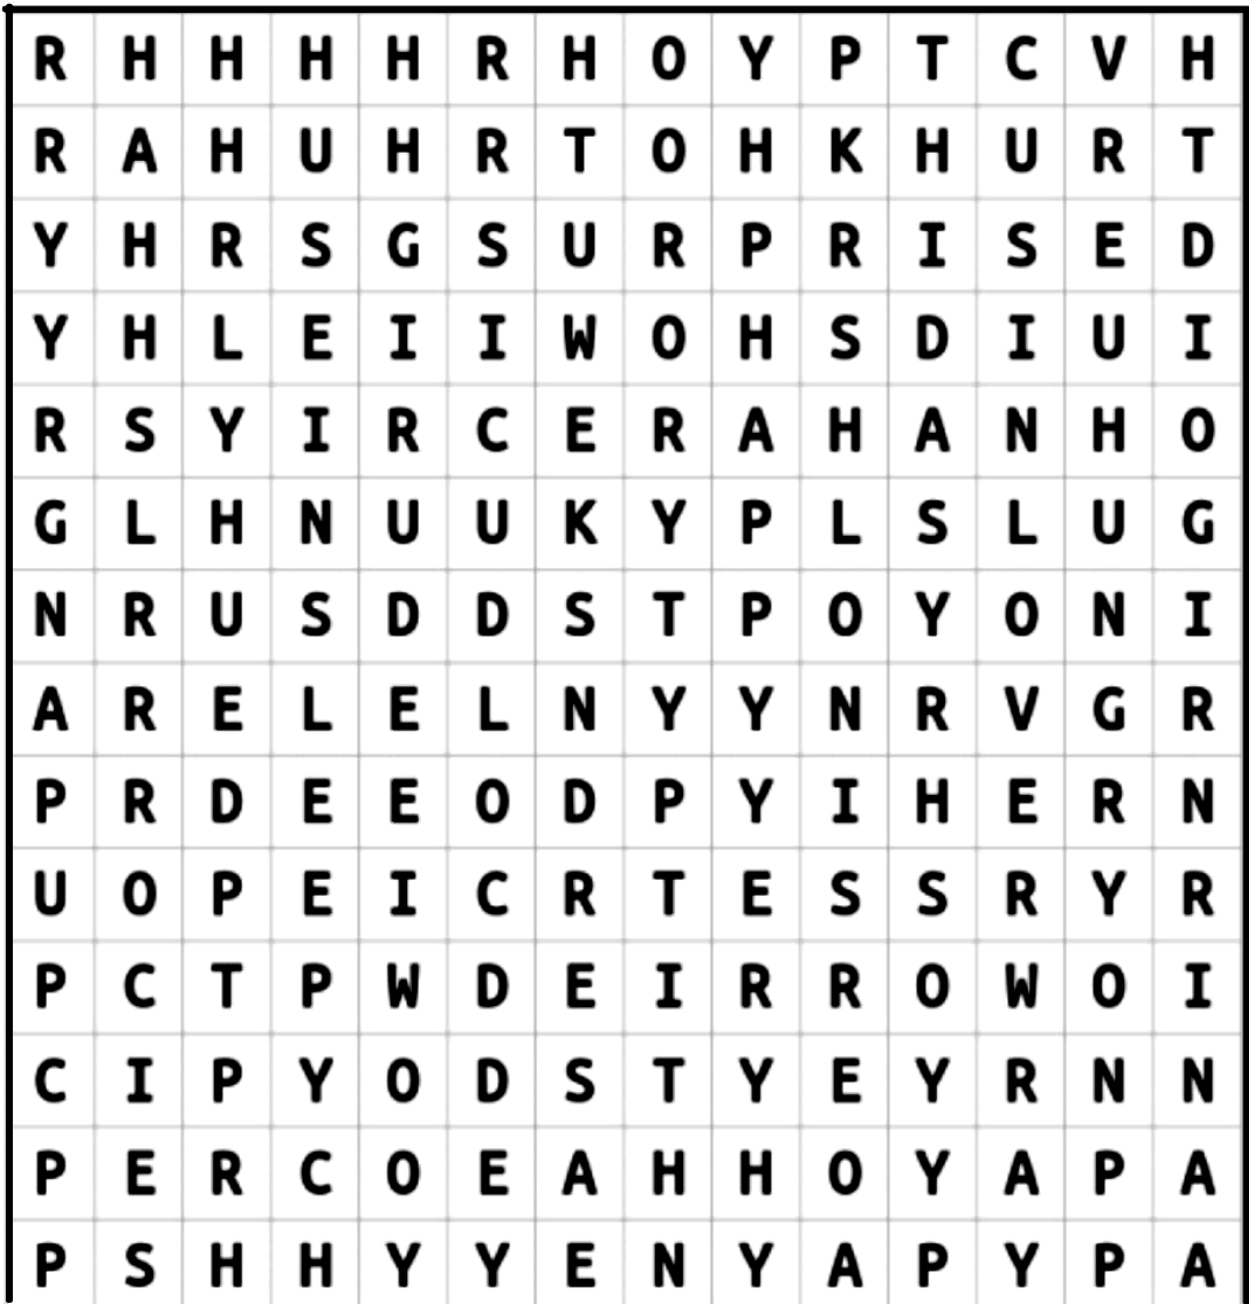 R H H H H R H O Y P T C V H
R A H U H R T O H K H U R T
Y H R S G S U R P R I S E D
Y H L E I I W O H S D I U I
R S Y I R C E R A H A N H O
G L H N U U K Y P L S L U G
N R U S D D S T P O Y O N I
A R E L E L N Y Y N R V G R
P R D E E O D P Y I H E R N
U O P E I C R T E S S R Y R
P C T P W D E I R R O W O I
C I P Y O D S T Y E Y R N N
P E R C O E A H H O Y A P A
P S H H Y Y E N Y A P Y P A